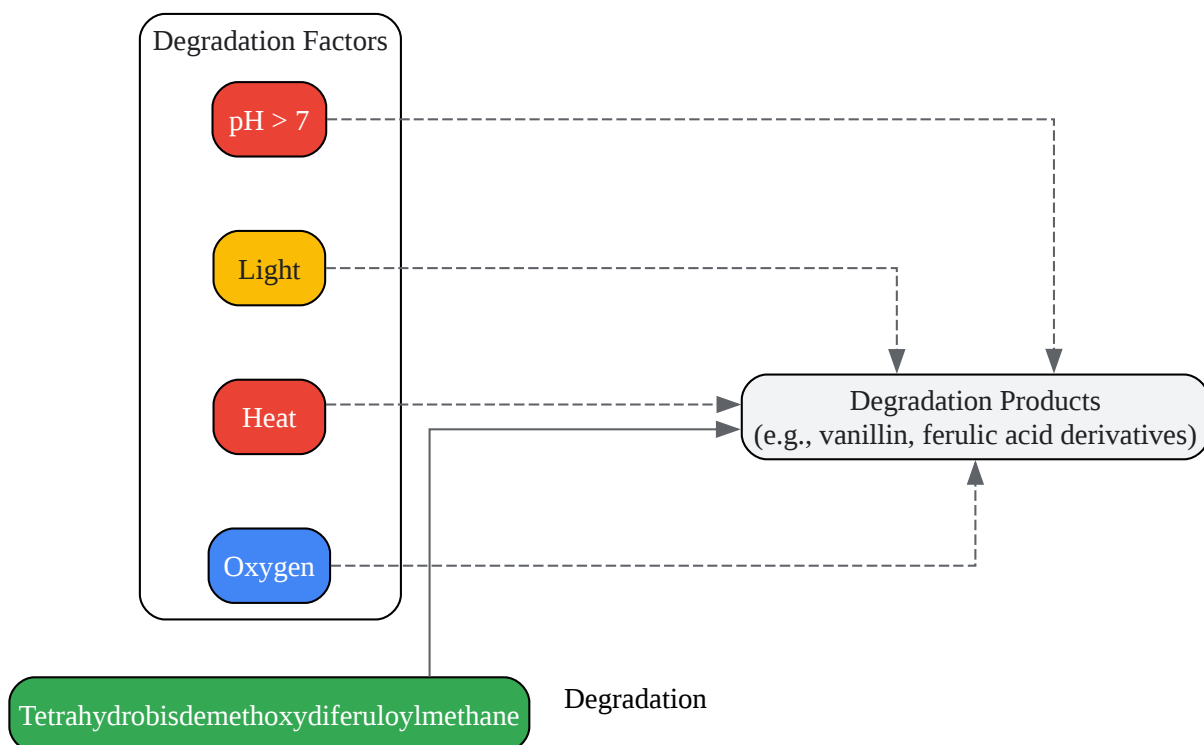 Degradation Factors
pH > 7
Light
Heat
Oxygen
Degradation Products
(e.g., vanillin, ferulic acid derivatives)
Tetrahydrobisdemethoxydiferuloylmethane
Degradation